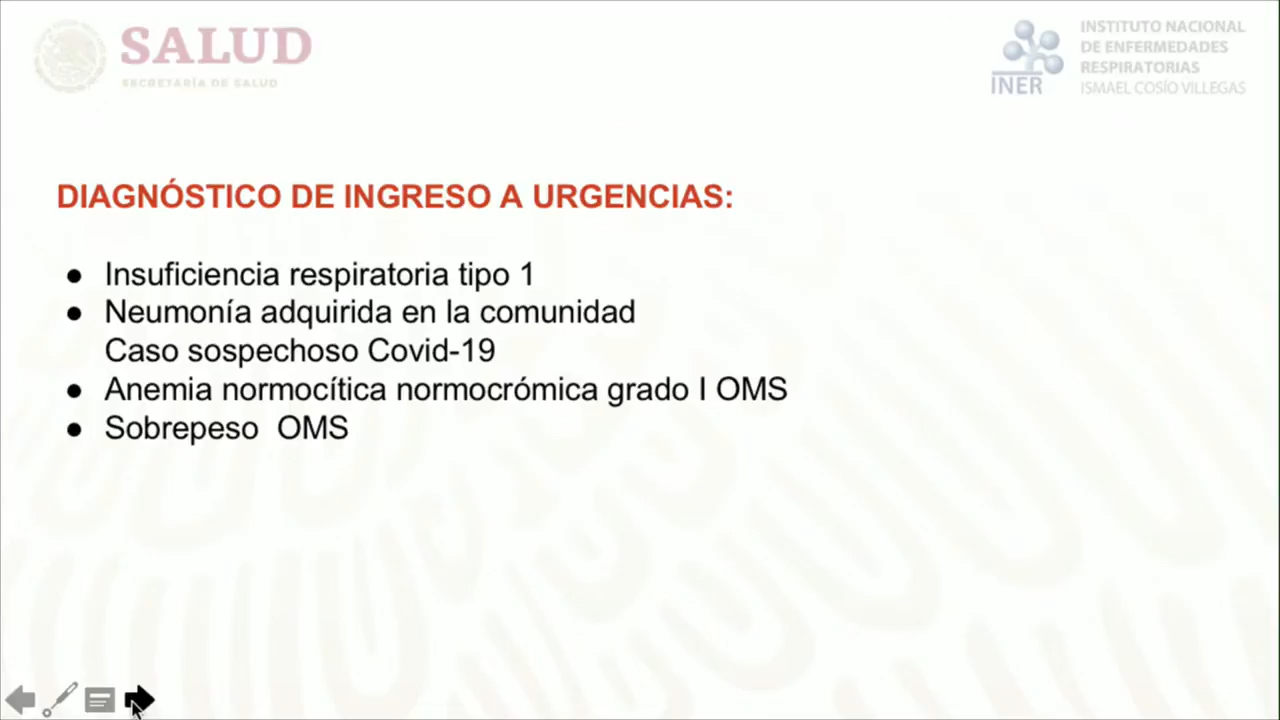 SALUD
SECRETARÍA DE SALUD
INER
INSTITUTO NACIONAL
DE ENFERMEDADES
RESPIRATORIAS
ISMAEL COSÍO VILLEGAS
DIAGNÓSTICO DE INGRESO A URGENCIAS:
● Insuficiencia respiratoria tipo 1
● Neumonía adquirida en la comunidad
Caso sospechoso Covid-19
● Anemia normocítica normocrómica grado I OMS
● Sobrepeso  OMS